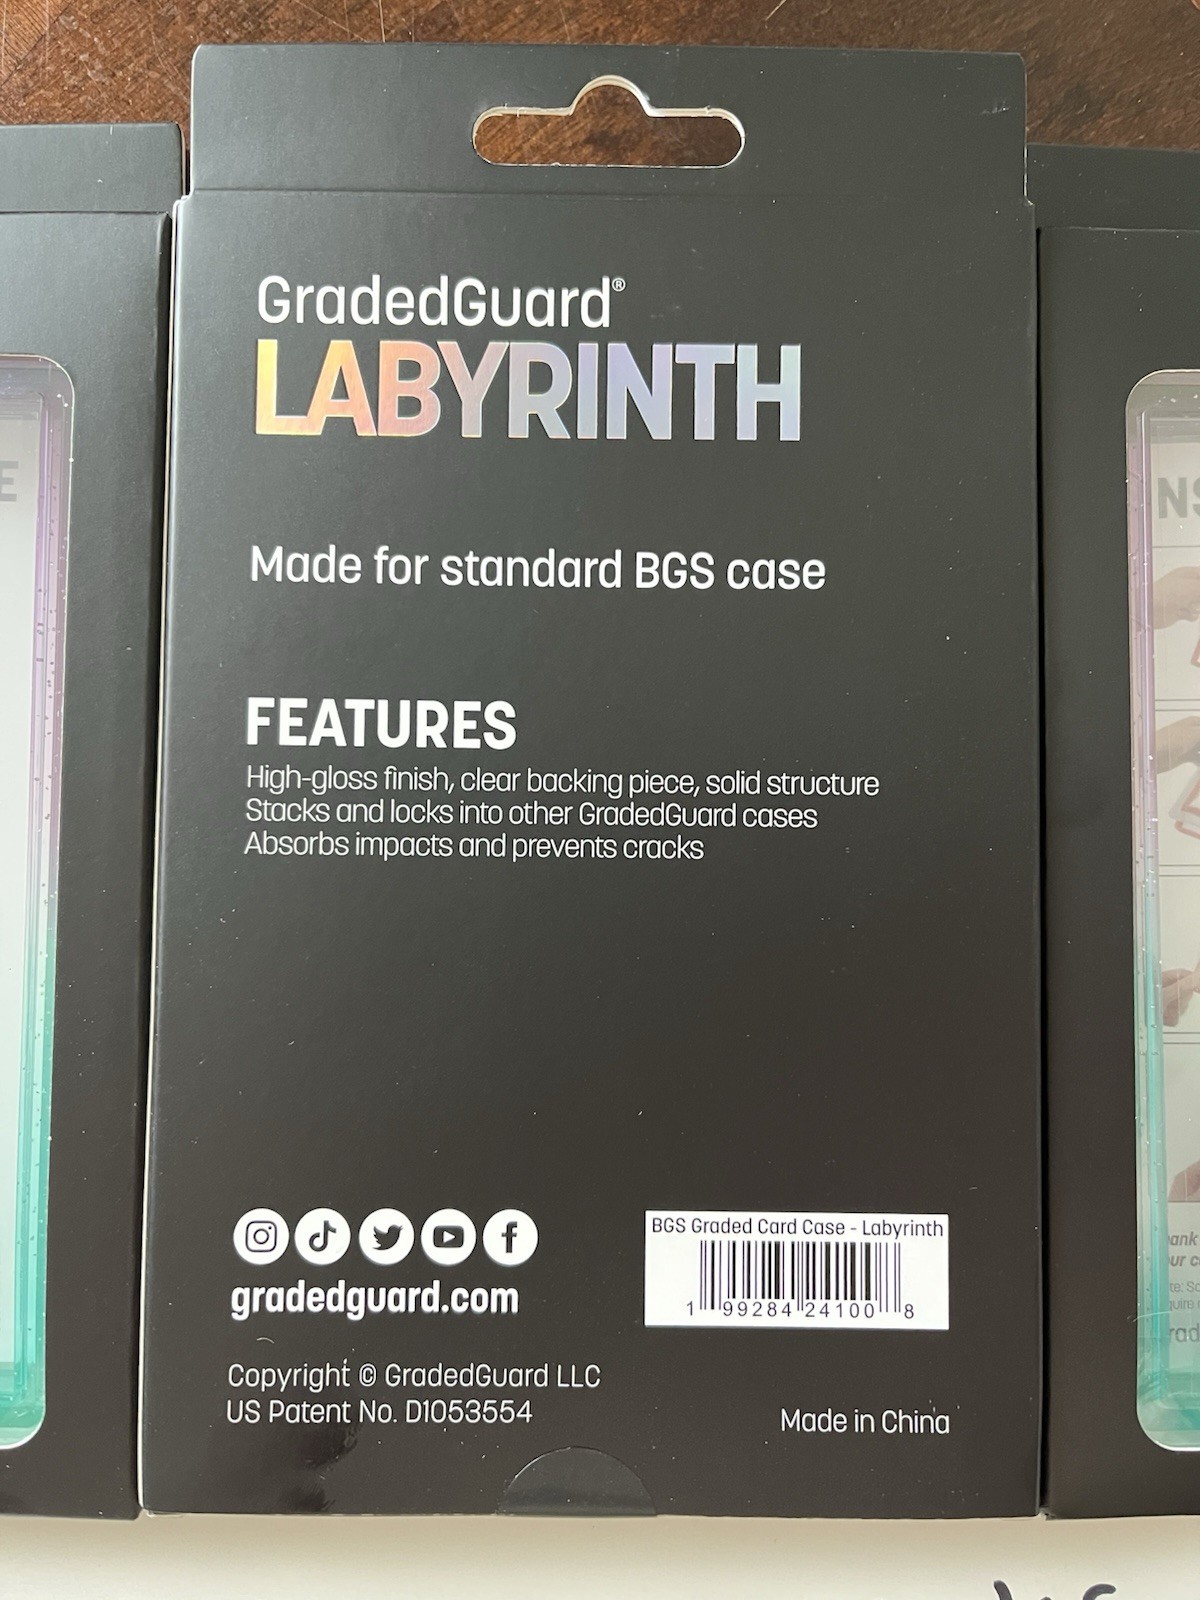 GradedGuard®
LABYRINTH
Made for standard BGS case
FEATURES
High-gloss finish, clear backing piece, solid structure
Stacks and locks into other GradedGuard cases
Absorbs impacts and prevents cracks
gradedguard.com
BGS Graded Card Case - Labyrinth
1 99284 24100 8
Copyright © GradedGuard LLC
US Patent No. D1053554
Made in China
E
NS